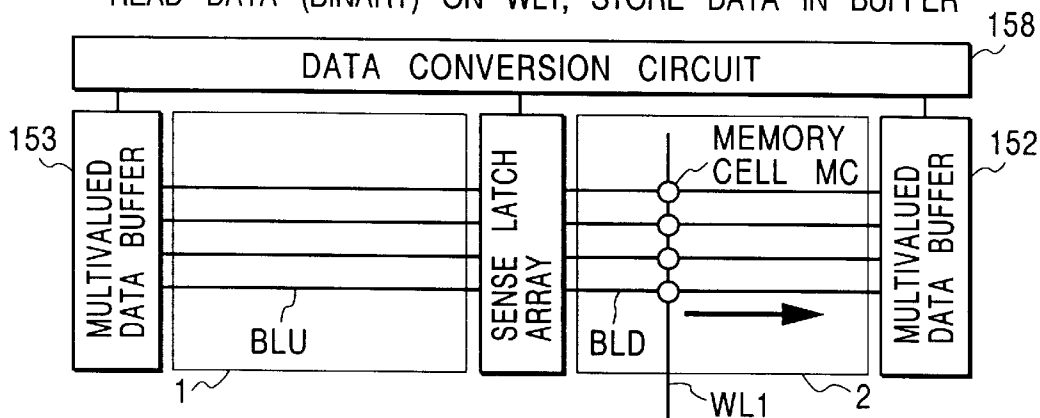 READ DATA (BINARY) ON WL1, STORE DATA IN BUFFER
158
DATA CONVERSION CIRCUIT
153
MULTIVALUED
DATA BUFFER
SENSE LATCH
ARRAY
MEMORY
CELL MC
152
MULTIVALUED
DATA BUFFER
BLU
BLD
1
WL1
2